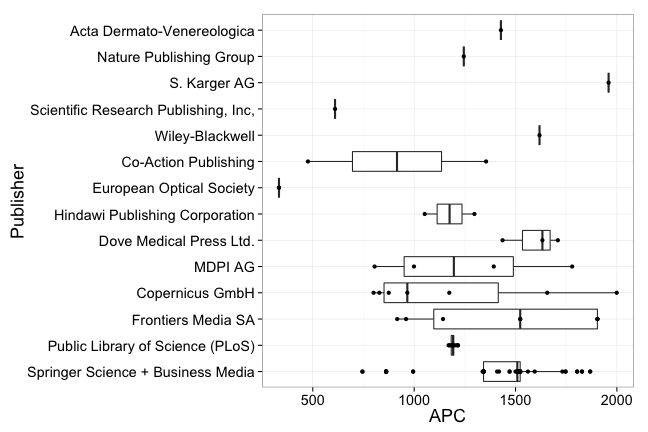 Acta Dermato-Venereologica
Nature Publishing Group
S. Karger AG
Scientific Research Publishing, Inc,
Wiley-Blackwell
Co-Action Publishing
European Optical Society
Hindawi Publishing Corporation
Dove Medical Press Ltd.
MDPI AG
Copernicus GmbH
Frontiers Media SA
Public Library of Science (PLoS)
Springer Science + Business Media
Publisher
500 1000 1500 2000
APC